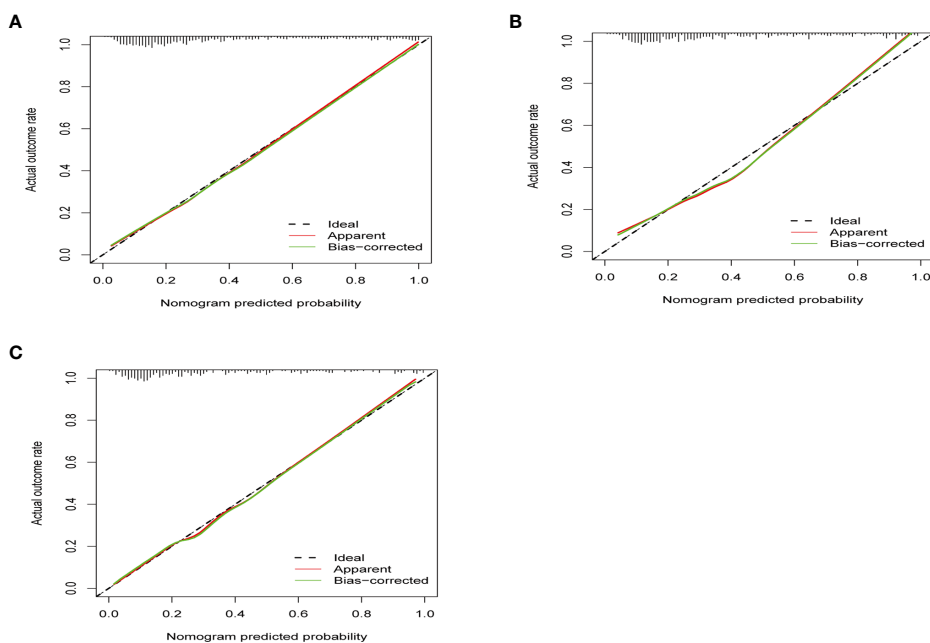 A
Actual outcome rate
0.0 0.2 0.4 0.6 0.8 1.0
Ideal
Apparent
Bias-corrected
0.0 0.2 0.4 0.6 0.8 1.0
Nomogram predicted probability
B
Actual outcome rate
0.0 0.2 0.4 0.6 0.8 1.0
Ideal
Apparent
Bias-corrected
0.0 0.2 0.4 0.6 0.8 1.0
Nomogram predicted probability
C
Actual outcome rate
0.0 0.2 0.4 0.6 0.8 1.0
Ideal
Apparent
Bias-corrected
0.0 0.2 0.4 0.6 0.8 1.0
Nomogram predicted probability